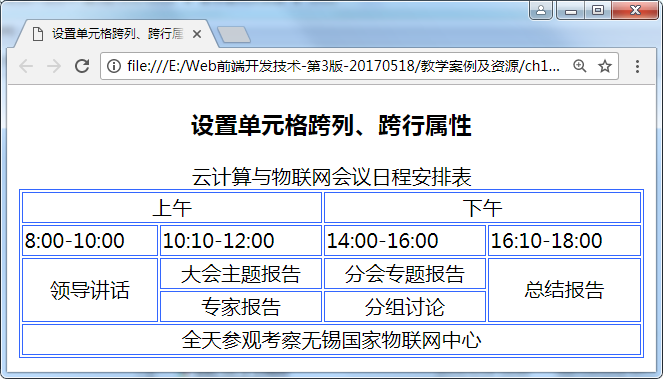 设置单元格跨列、跨行属
file:///E:/Web前端开发技术-第3版-20170518/教学案例及资源/ch1...
设置单元格跨列、跨行属性
云计算与物联网会议日程安排表
上午 下午
8:00-10:00 10:10-12:00 14:00-16:00 16:10-18:00
领导讲话 大会主题报告 分会专题报告 总结报告
专家报告 分组讨论
全天参观考察无锡国家物联网中心